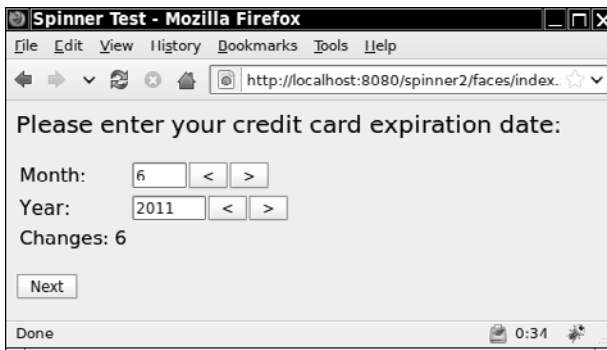 Spinner Test - Mozilla Firefox
File Edit View History Bookmarks Tools Help
http://localhost:8080/spinner2/faces/index.
Please enter your credit card expiration date:
Month: 6 < >
Year: 2011 < >
Changes: 6
Next
Done 0:34